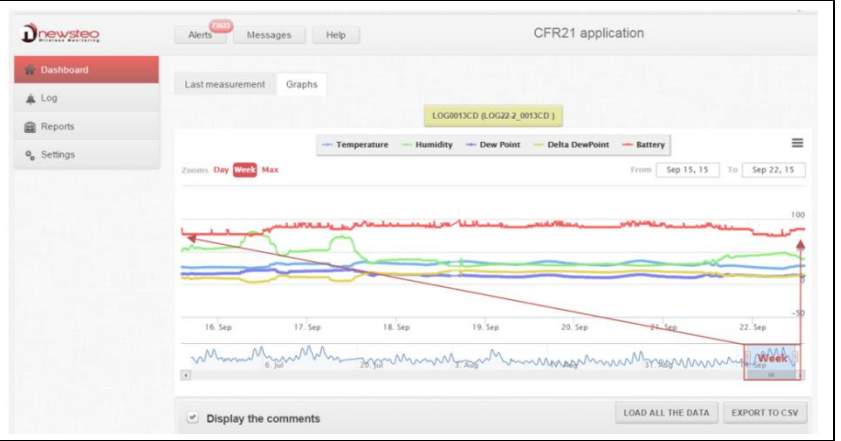 newsteo
Wireless Monitoring
Alerts
Messages
Help
CFR21 application
Dashboard
Log
Reports
Settings
Last measurement
Graphs
LOG0013CD (LOG22-2_0013CD )
Temperature
Humidity
Dew Point
Delta DewPoint
Battery
Zooms Day Week Max
From Sep 15, 15 To Sep 22, 15
100
0
-50
16. Sep
17. Sep
18. Sep
19. Sep
20. Sep
21. Sep
22. Sep
6. Jul
20. Jul
3. Aug
31. Aug
Sep
Week
Display the comments
LOAD ALL THE DATA
EXPORT TO CSV